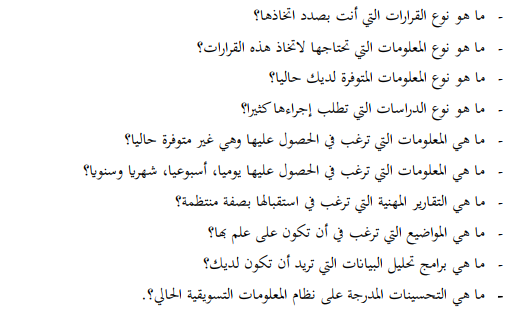 - ما هو نوع القرارات التي أنت بصدد اتخاذها؟
- ما هو نوع المعلومات التي تحتاجها لاتخاذ هذه القرارات؟
- ما هو نوع المعلومات المتوفرة لديك حاليا؟
- ما هو نوع الدراسات التي تطلب إجراءها كثيرا؟
- ما هي المعلومات التي ترغب في الحصول عليها وهي غير متوفرة حاليا؟
- ما هي المعلومات التي ترغب في الحصول عليها يوميا، أسبوعيا، شهريا وسنويا؟
- ما هي التقارير المهنية التي ترغب في استقبالها بصفة منتظمة؟
- ما هي المواضيع التي ترغب في أن تكون على علم بها؟
- ما هي برامج تحليل البيانات التي تريد أن تكون لديك؟
- ما هي التحسينات المدرجة على نظام المعلومات التسويقية الحالي؟.